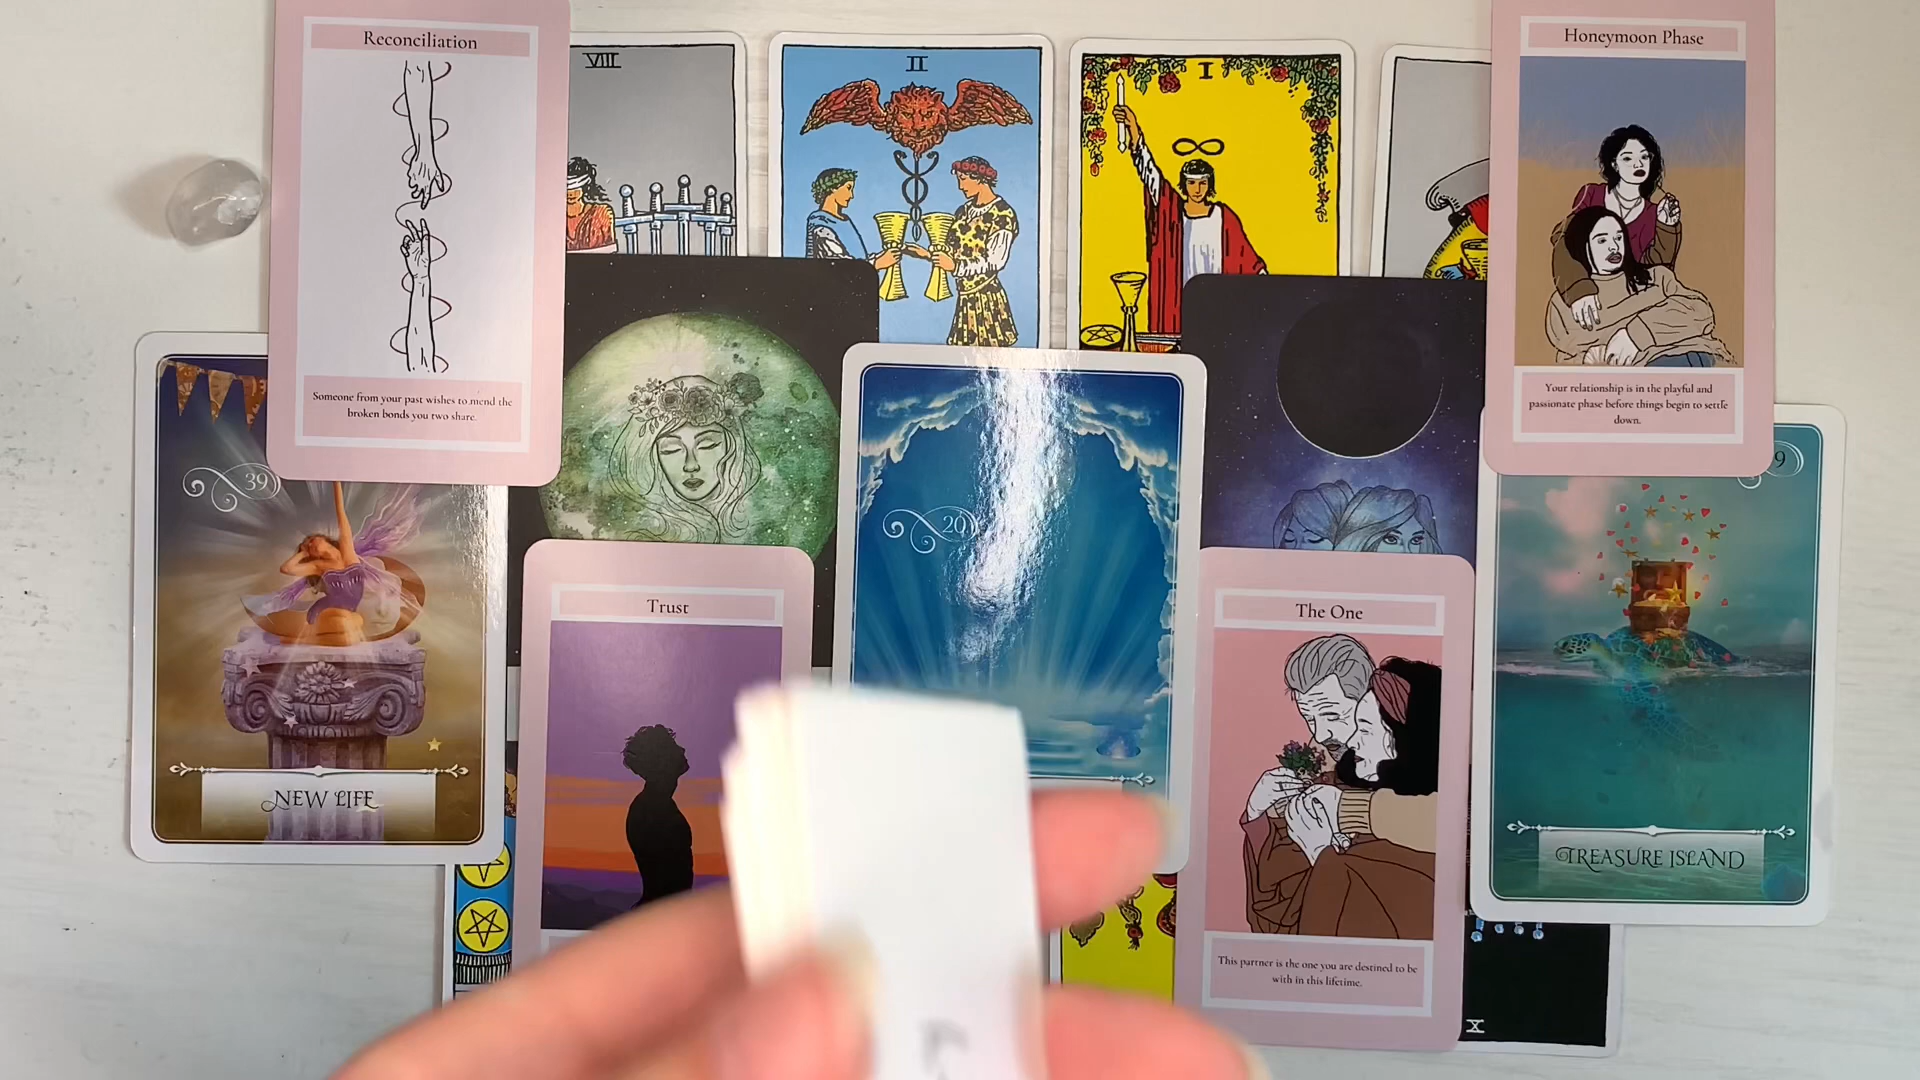 Reconciliation
Someone from your past wishes to mend the
broken bonds you two share.
VIII
II
I
Honeymoon Phase
Your relationship is in the playful and
passionate phase before things begin to settle
down.
39
NEW LIFE
Trust
20
The One
This partner is the one you are destined to be
with in this lifetime.
9
TREASURE ISLAND
X